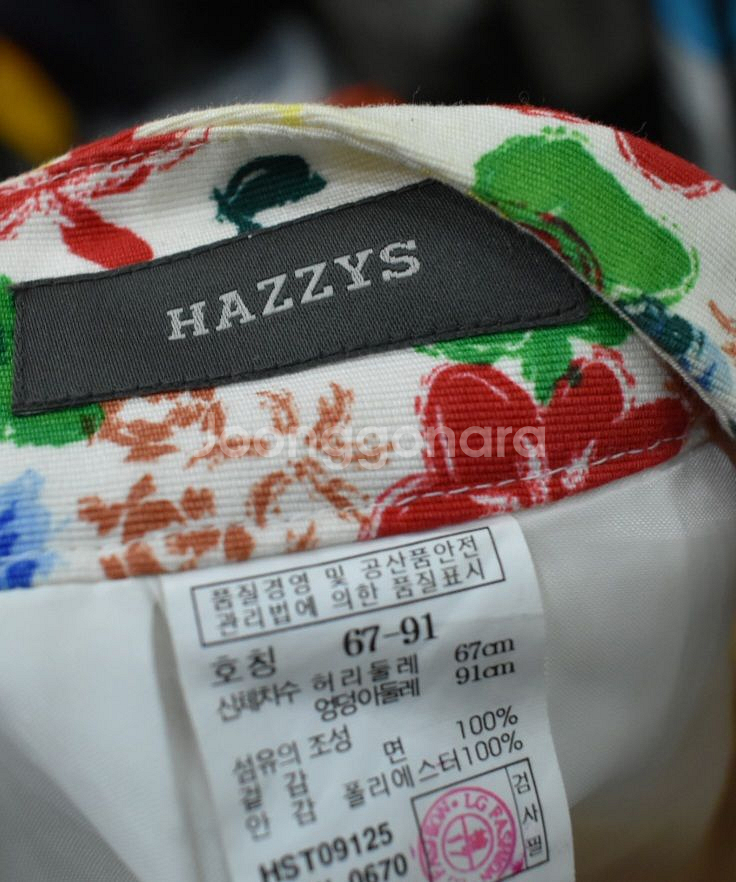 HAZZYS
Joonggonara
품질경영 및 공산품안전
관리법에 의한 품질표시
호칭 67-91
신체치수 허리둘레 67cm
엉덩이둘레 91cm
섬유의 조성
겉감 면 100%
안감 폴리에스터100%
검사필
LG FASHION
HST09125
0670